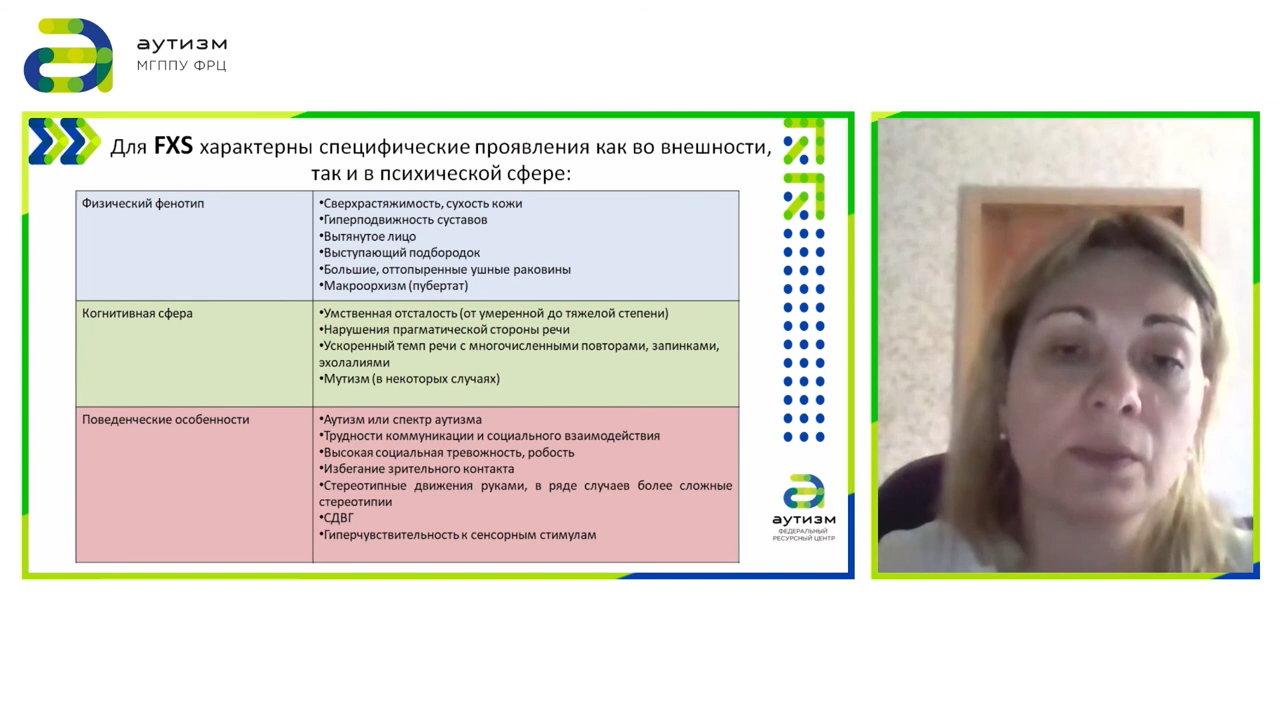 аутизм
МГППУ ФРЦ
Для FXS характерны специфические проявления как во внешности,
так и в психической сфере:
Физический фенотип
•Сверхрастяжимость, сухость кожи
•Гиперподвижность суставов
•Вытянутое лицо
•Выступающий подбородок
•Большие, оттопыренные ушные раковины
•Макроорхизм (пубертат)
Когнитивная сфера
•Умственная отсталость (от умеренной до тяжелой степени)
•Нарушения прагматической стороны речи
•Ускоренный темп речи с многочисленными повторами, запинками,
эхолалиями
•Мутизм (в некоторых случаях)
Поведенческие особенности
•Аутизм или спектр аутизма
•Трудности коммуникации и социального взаимодействия
•Высокая социальная тревожность, робость
•Избегание зрительного контакта
•Стереотипные движения руками, в ряде случаев более сложные
стереотипии
•СДВГ
•Гиперчувствительность к сенсорным стимулам
аутизм
ФЕДЕРАЛЬНЫЙ
РЕСУРСНЫЙ ЦЕНТР